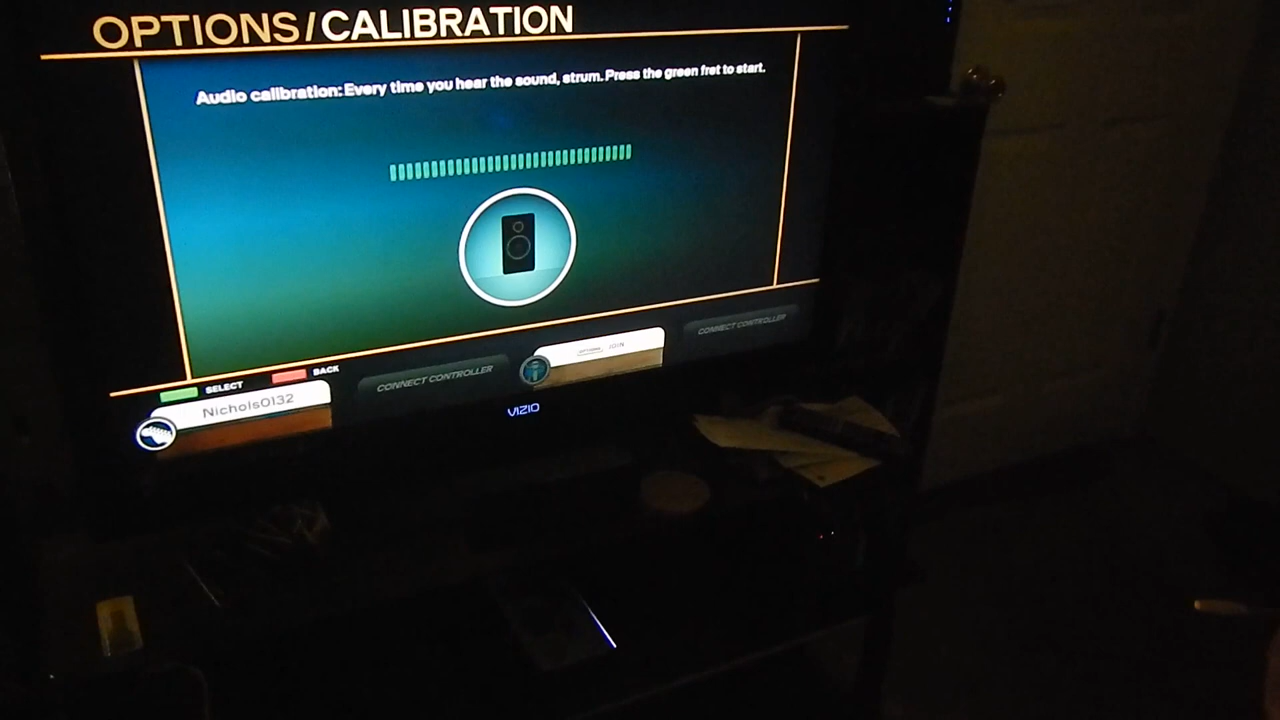 OPTIONS/CALIBRATION
Audio calibration: Every time you hear the sound, strum. Press the green fret to start.
SELECT
BACK
Nichols0132
CONNECT CONTROLLER
JOIN
CONNECT CONTROLLER
VIZIO